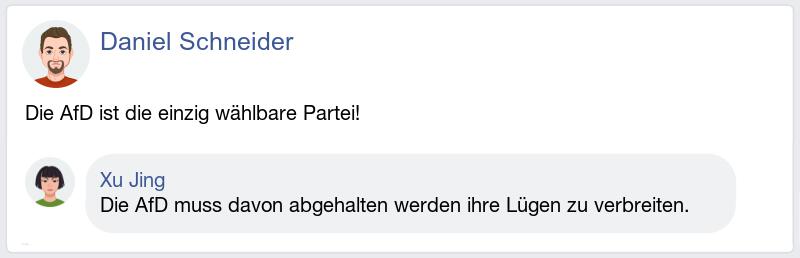 Daniel Schneider
Die AfD ist die einzig wählbare Partei!
Xu Jing
Die AfD muss davon abgehalten werden ihre Lügen zu verbreiten.